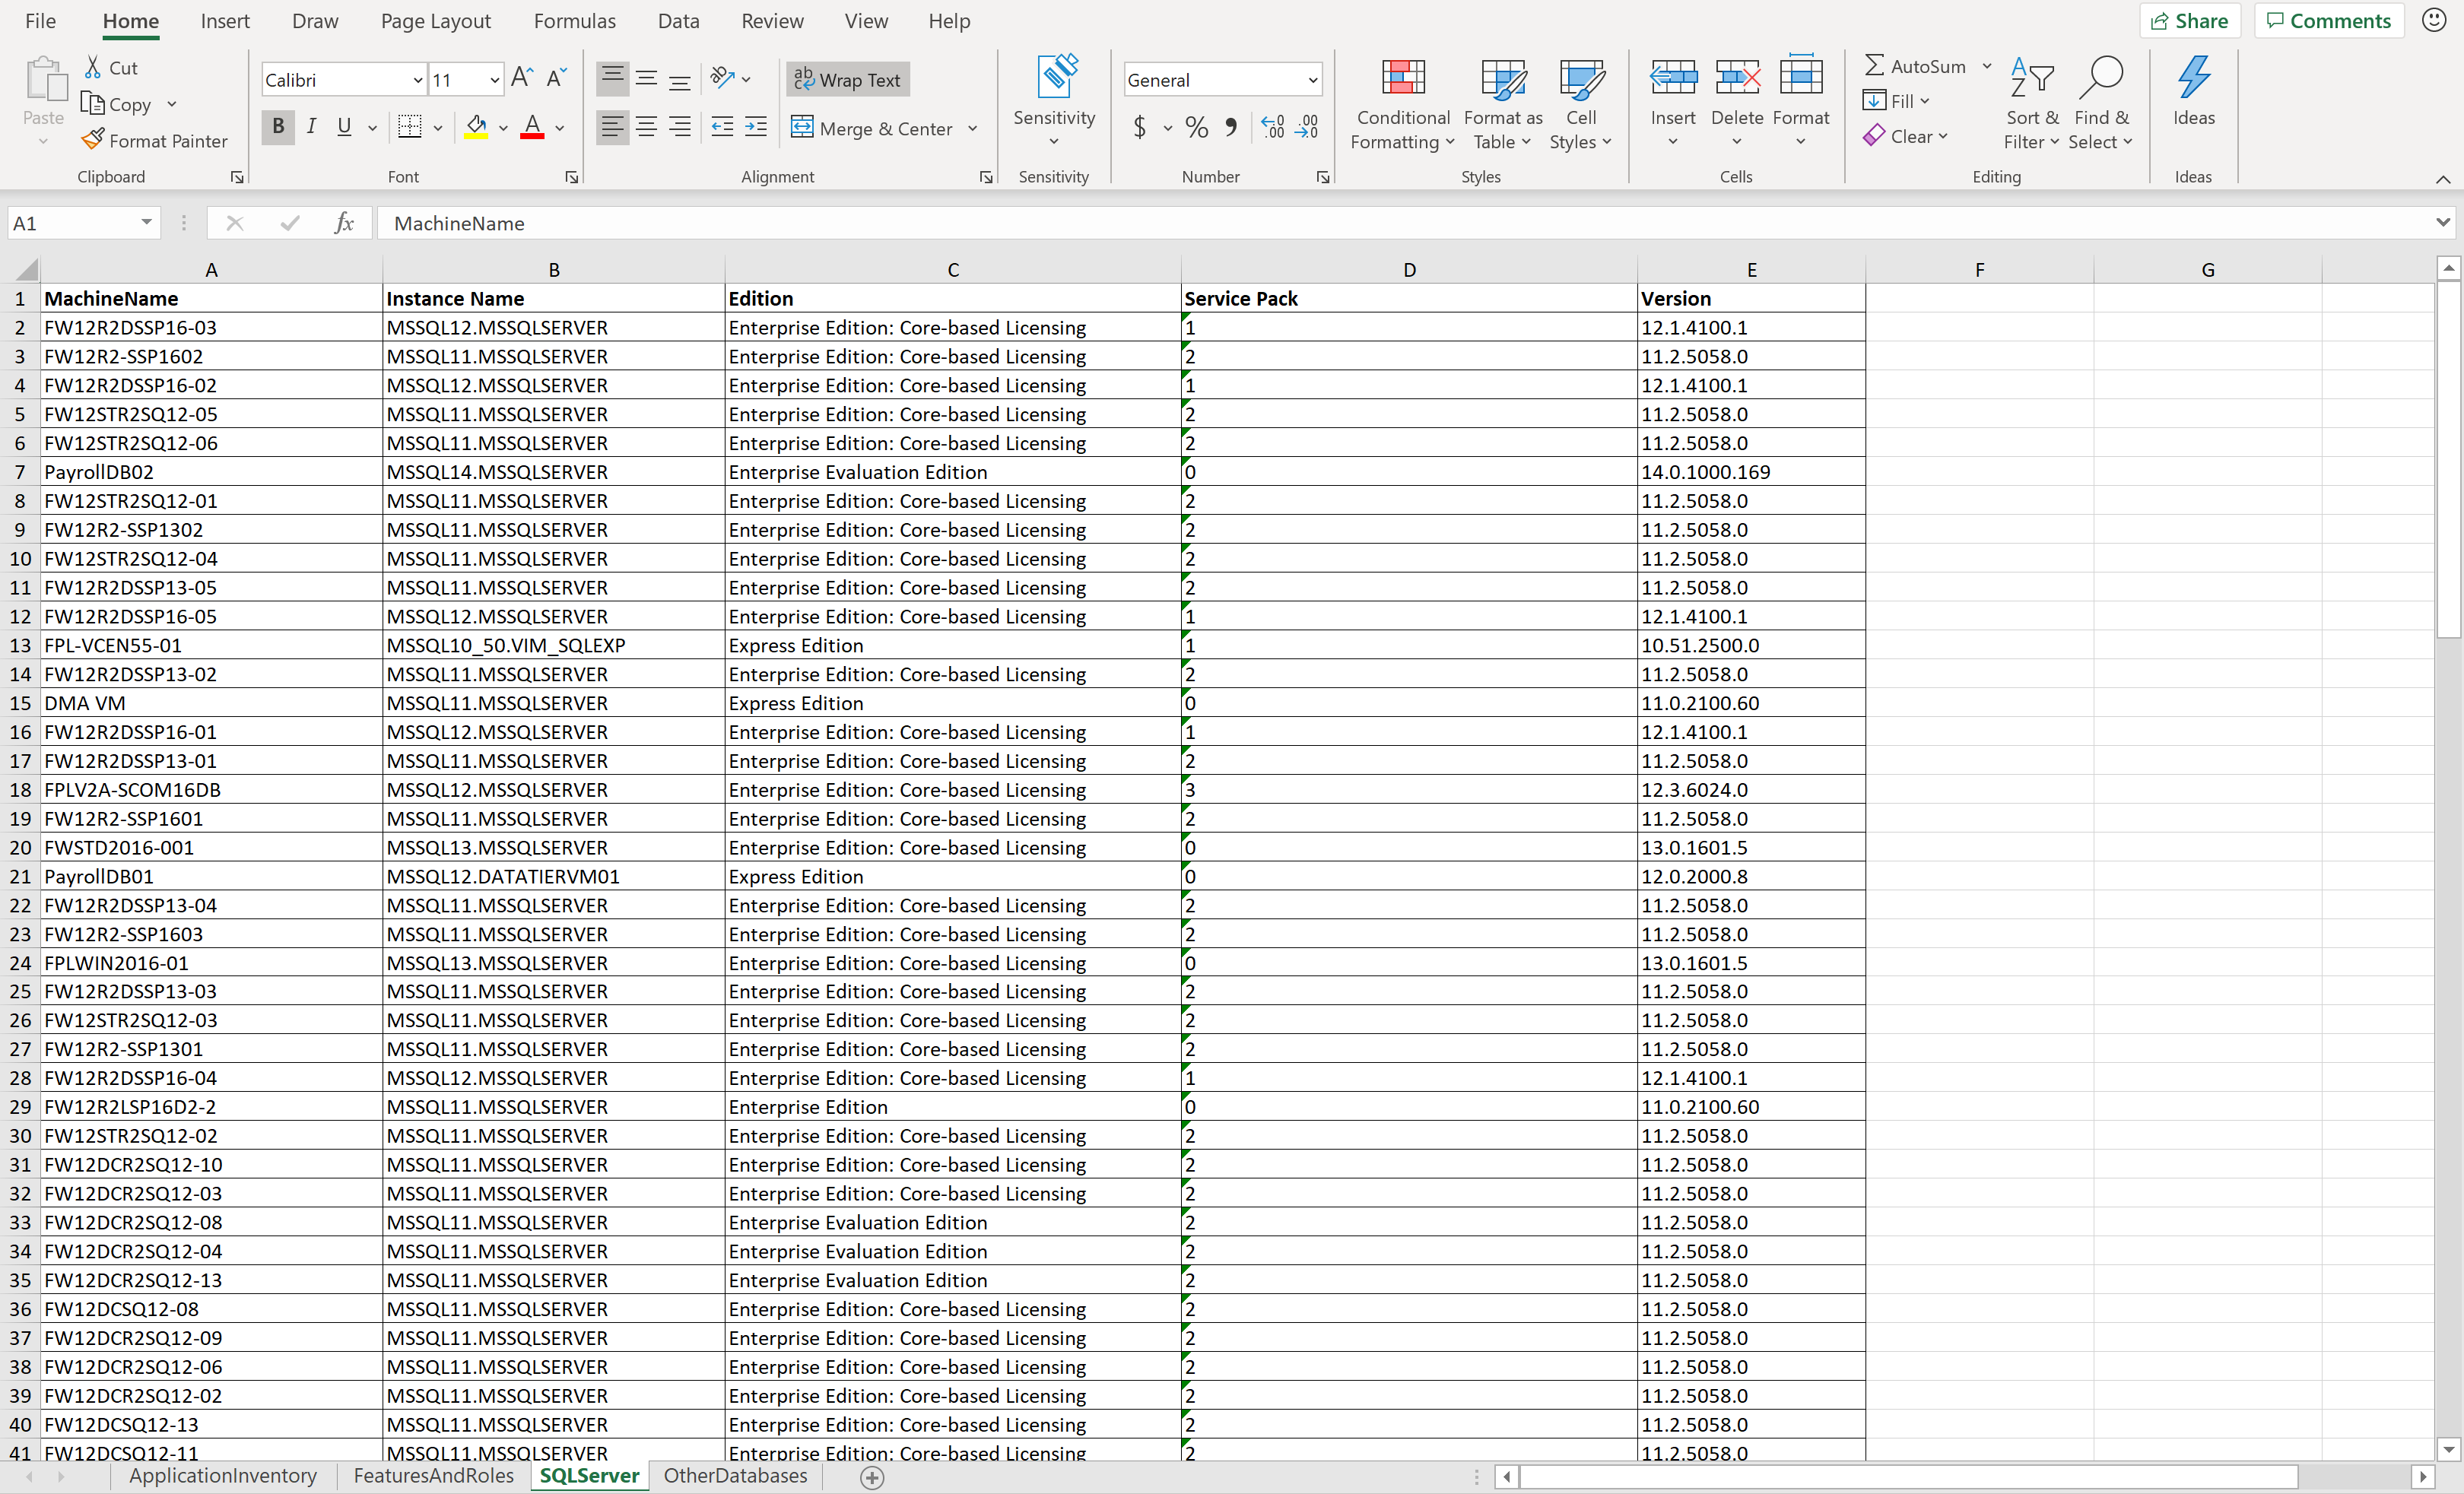 File Home Insert Draw Page Layout Formulas Data Review View Help Share Comments
Paste Cut Copy Format Painter Clipboard
Calibri 11 A A B I U A Font
ab Wrap Text Merge & Center Alignment
Sensitivity Sensitivity
General $ % .00 .00 Number
Conditional Formatting Format as Table Cell Styles Styles
Insert Delete Format Cells
AutoSum Fill Clear Sort & Filter Find & Select Editing
Ideas Ideas
A1 fx MachineName
A B C D E F G
1 MachineName Instance Name Edition Service Pack Version
2 FW12R2DSSP16-03 MSSQL12.MSSQLSERVER Enterprise Edition: Core-based Licensing 1 12.1.4100.1
3 FW12R2-SSP1602 MSSQL11.MSSQLSERVER Enterprise Edition: Core-based Licensing 2 11.2.5058.0
4 FW12R2DSSP16-02 MSSQL12.MSSQLSERVER Enterprise Edition: Core-based Licensing 1 12.1.4100.1
5 FW12STR2SQ12-05 MSSQL11.MSSQLSERVER Enterprise Edition: Core-based Licensing 2 11.2.5058.0
6 FW12STR2SQ12-06 MSSQL11.MSSQLSERVER Enterprise Edition: Core-based Licensing 2 11.2.5058.0
7 PayrollDB02 MSSQL14.MSSQLSERVER Enterprise Evaluation Edition 0 14.0.1000.169
8 FW12STR2SQ12-01 MSSQL11.MSSQLSERVER Enterprise Edition: Core-based Licensing 2 11.2.5058.0
9 FW12R2-SSP1302 MSSQL11.MSSQLSERVER Enterprise Edition: Core-based Licensing 2 11.2.5058.0
10 FW12STR2SQ12-04 MSSQL11.MSSQLSERVER Enterprise Edition: Core-based Licensing 2 11.2.5058.0
11 FW12R2DSSP13-05 MSSQL11.MSSQLSERVER Enterprise Edition: Core-based Licensing 2 11.2.5058.0
12 FW12R2DSSP16-05 MSSQL12.MSSQLSERVER Enterprise Edition: Core-based Licensing 1 12.1.4100.1
13 FPL-VCEN55-01 MSSQL10_50.VIM_SQLEXP Express Edition 1 10.51.2500.0
14 FW12R2DSSP13-02 MSSQL11.MSSQLSERVER Enterprise Edition: Core-based Licensing 2 11.2.5058.0
15 DMA VM MSSQL11.MSSQLSERVER Express Edition 0 11.0.2100.60
16 FW12R2DSSP16-01 MSSQL12.MSSQLSERVER Enterprise Edition: Core-based Licensing 1 12.1.4100.1
17 FW12R2DSSP13-01 MSSQL11.MSSQLSERVER Enterprise Edition: Core-based Licensing 2 11.2.5058.0
18 FPLV2A-SCOM16DB MSSQL12.MSSQLSERVER Enterprise Edition: Core-based Licensing 3 12.3.6024.0
19 FW12R2-SSP1601 MSSQL11.MSSQLSERVER Enterprise Edition: Core-based Licensing 2 11.2.5058.0
20 FWSTD2016-001 MSSQL13.MSSQLSERVER Enterprise Edition: Core-based Licensing 0 13.0.1601.5
21 PayrollDB01 MSSQL12.DATATIERVM01 Express Edition 0 12.0.2000.8
22 FW12R2DSSP13-04 MSSQL11.MSSQLSERVER Enterprise Edition: Core-based Licensing 2 11.2.5058.0
23 FW12R2-SSP1603 MSSQL11.MSSQLSERVER Enterprise Edition: Core-based Licensing 2 11.2.5058.0
24 FPLWIN2016-01 MSSQL13.MSSQLSERVER Enterprise Edition: Core-based Licensing 0 13.0.1601.5
25 FW12R2DSSP13-03 MSSQL11.MSSQLSERVER Enterprise Edition: Core-based Licensing 2 11.2.5058.0
26 FW12STR2SQ12-03 MSSQL11.MSSQLSERVER Enterprise Edition: Core-based Licensing 2 11.2.5058.0
27 FW12R2-SSP1301 MSSQL11.MSSQLSERVER Enterprise Edition: Core-based Licensing 2 11.2.5058.0
28 FW12R2DSSP16-04 MSSQL12.MSSQLSERVER Enterprise Edition: Core-based Licensing 1 12.1.4100.1
29 FW12R2LSP16D2-2 MSSQL11.MSSQLSERVER Enterprise Edition 0 11.0.2100.60
30 FW12STR2SQ12-02 MSSQL11.MSSQLSERVER Enterprise Edition: Core-based Licensing 2 11.2.5058.0
31 FW12DCR2SQ12-10 MSSQL11.MSSQLSERVER Enterprise Edition: Core-based Licensing 2 11.2.5058.0
32 FW12DCR2SQ12-03 MSSQL11.MSSQLSERVER Enterprise Edition: Core-based Licensing 2 11.2.5058.0
33 FW12DCR2SQ12-08 MSSQL11.MSSQLSERVER Enterprise Evaluation Edition 2 11.2.5058.0
34 FW12DCR2SQ12-04 MSSQL11.MSSQLSERVER Enterprise Evaluation Edition 2 11.2.5058.0
35 FW12DCR2SQ12-13 MSSQL11.MSSQLSERVER Enterprise Evaluation Edition 2 11.2.5058.0
36 FW12DCSQ12-08 MSSQL11.MSSQLSERVER Enterprise Edition: Core-based Licensing 2 11.2.5058.0
37 FW12DCR2SQ12-09 MSSQL11.MSSQLSERVER Enterprise Edition: Core-based Licensing 2 11.2.5058.0
38 FW12DCR2SQ12-06 MSSQL11.MSSQLSERVER Enterprise Edition: Core-based Licensing 2 11.2.5058.0
39 FW12DCR2SQ12-02 MSSQL11.MSSQLSERVER Enterprise Edition: Core-based Licensing 2 11.2.5058.0
40 FW12DCSQ12-13 MSSQL11.MSSQLSERVER Enterprise Edition: Core-based Licensing 2 11.2.5058.0
41 FW12DCSQ12-11 MSSQL11.MSSQLSERVER Enterprise Edition: Core-based Licensing 2 11.2.5058.0
ApplicationInventory FeaturesAndRoles SQLServer OtherDatabases